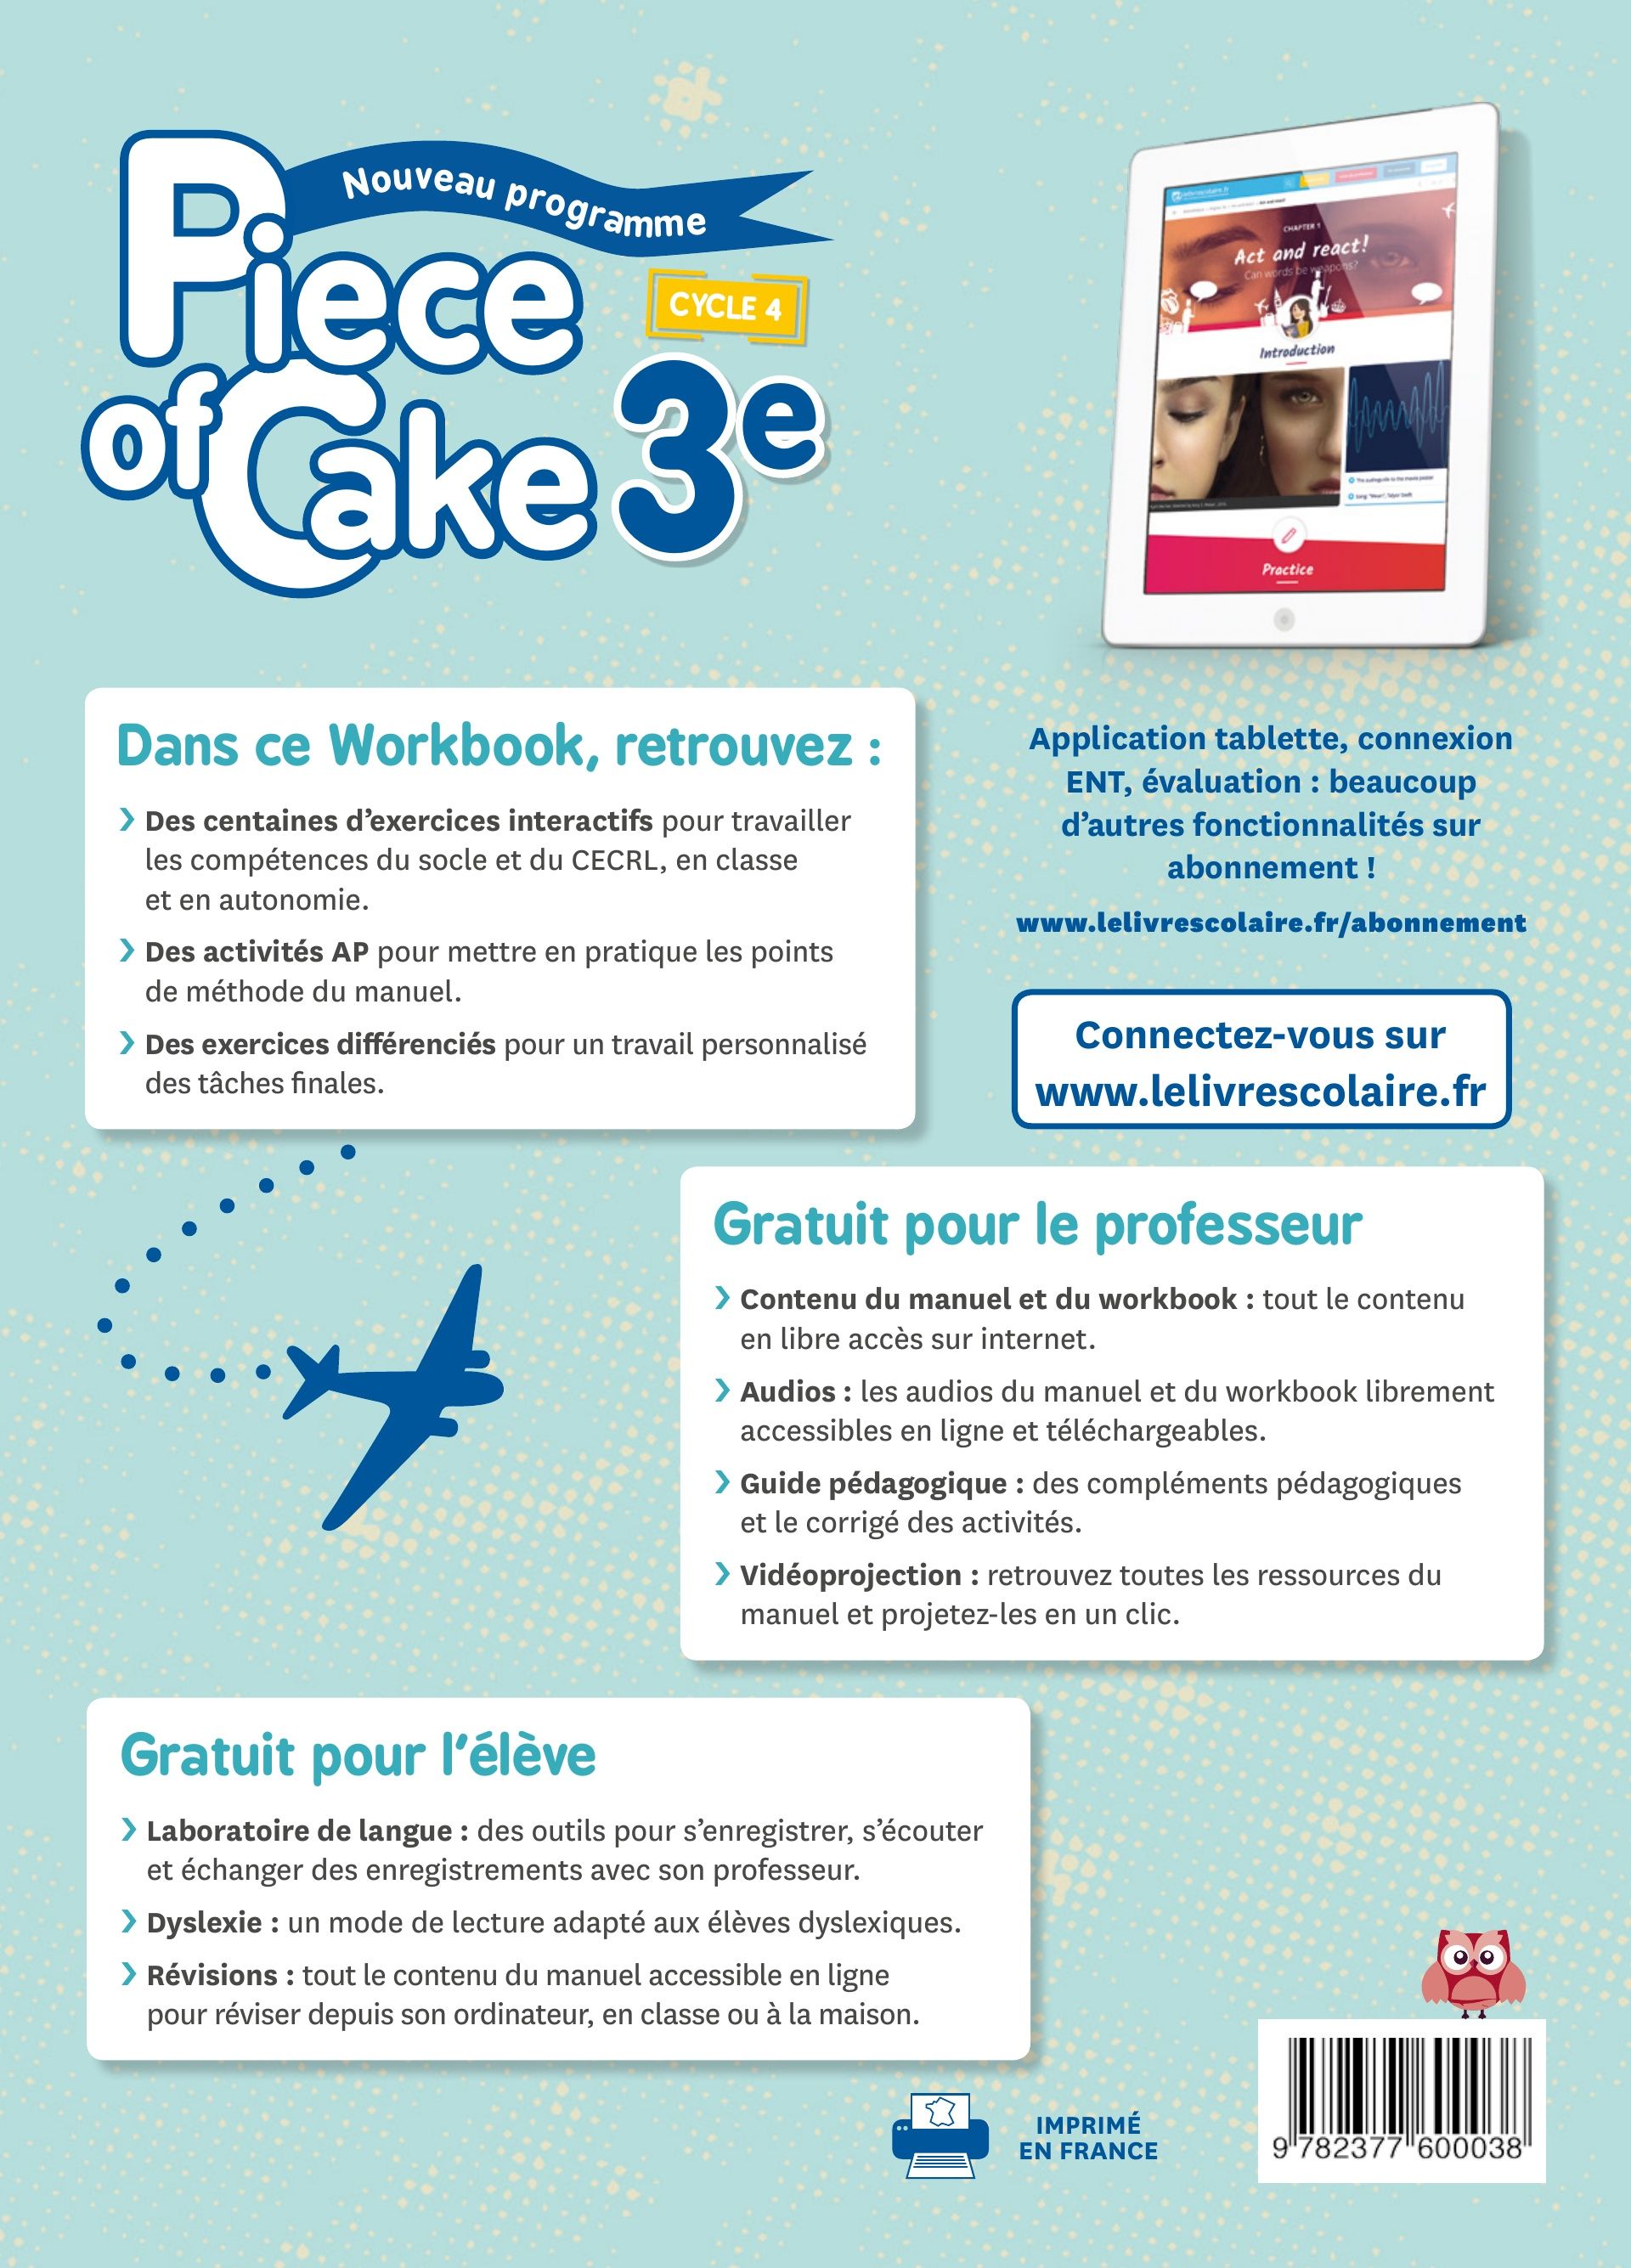 Nouveau programme
Piece
of Cake 3e
CYCLE 4
CHAPTER 1
Act and react!
Can words be weapons?
Introduction
Practice
Dans ce Workbook, retrouvez :
› Des centaines d’exercices interactifs pour travailler
les compétences du socle et du CECRL, en classe
et en autonomie.
› Des activités AP pour mettre en pratique les points
de méthode du manuel.
› Des exercices différenciés pour un travail personnalisé
des tâches finales.
Application tablette, connexion
ENT, évaluation : beaucoup
d’autres fonctionnalités sur
abonnement !
www.lelivrescolaire.fr/abonnement
Connectez-vous sur
www.lelivrescolaire.fr
Gratuit pour le professeur
› Contenu du manuel et du workbook : tout le contenu
en libre accès sur internet.
› Audios : les audios du manuel et du workbook librement
accessibles en ligne et téléchargeables.
› Guide pédagogique : des compléments pédagogiques
et le corrigé des activités.
› Vidéoprojection : retrouvez toutes les ressources du
manuel et projetez-les en un clic.
Gratuit pour l’élève
› Laboratoire de langue : des outils pour s’enregistrer, s’écouter
et échanger des enregistrements avec son professeur.
› Dyslexie : un mode de lecture adapté aux élèves dyslexiques.
› Révisions : tout le contenu du manuel accessible en ligne
pour réviser depuis son ordinateur, en classe ou à la maison.
IMPRIMÉ
EN FRANCE
9 782377 600038